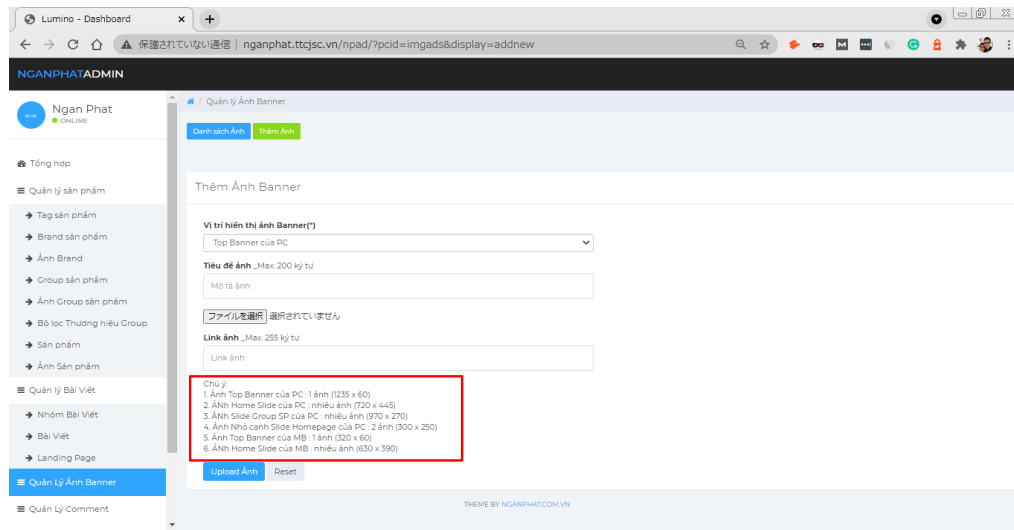 Lumino - Dashboard
保護されていない通信 | nganphat.ttcjsc.vn/npad/?pcid=imgads&display=addnew
NGANPHATADMIN
Ngan Phat
ONLINE
Tổng hợp
Quản lý sản phẩm
Tag sản phẩm
Brand sản phẩm
Ảnh Brand
Group sản phẩm
Ảnh Group sản phẩm
Bộ lọc Thương hiệu Group
Sản phẩm
Ảnh Sản phẩm
Quản lý Bài Viết
Nhóm Bài Viết
Bài Viết
Landing Page
Quản Lý Ảnh Banner
Quản Lý Comment
/ Quản lý Ảnh Banner
Danh sách Ảnh Thêm Ảnh
Thêm Ảnh Banner
Vị trí hiển thị ảnh Banner(*)
Top Banner của PC
Tiêu đề ảnh _Max: 200 ký tự
Mô tả ảnh
ファイルを選択 選択されていません
Link ảnh _Max: 255 ký tự
Link ảnh
Chú ý:
1. Ảnh Top Banner của PC : 1 ảnh (1235 x 60)
2. ẢNh Home Slide của PC : nhiều ảnh (720 x 445)
3. ẢNh Slide Group SP của PC : nhiều ảnh (970 x 270)
4. Ảnh Nhỏ cạnh Slide Homepage của PC : 2 ảnh (300 x 250)
5. Ảnh Top Banner của MB : 1 ảnh (320 x 60)
6. ẢNh Home Slide của MB : nhiều ảnh (630 x 390)
Upload Ảnh Reset
THEME BY NGANPHAT.COM.VN